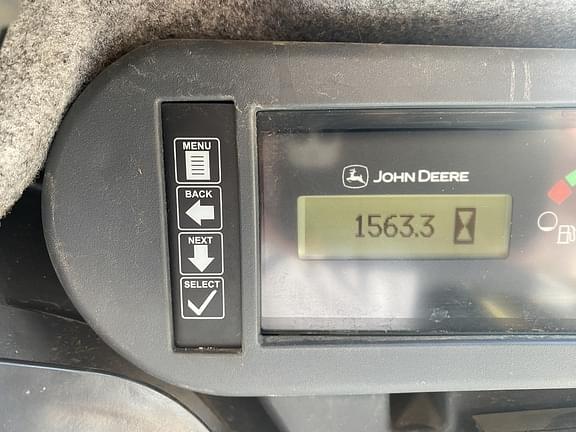 MENU
BACK
NEXT
SELECT
JOHN DEERE
1563.3